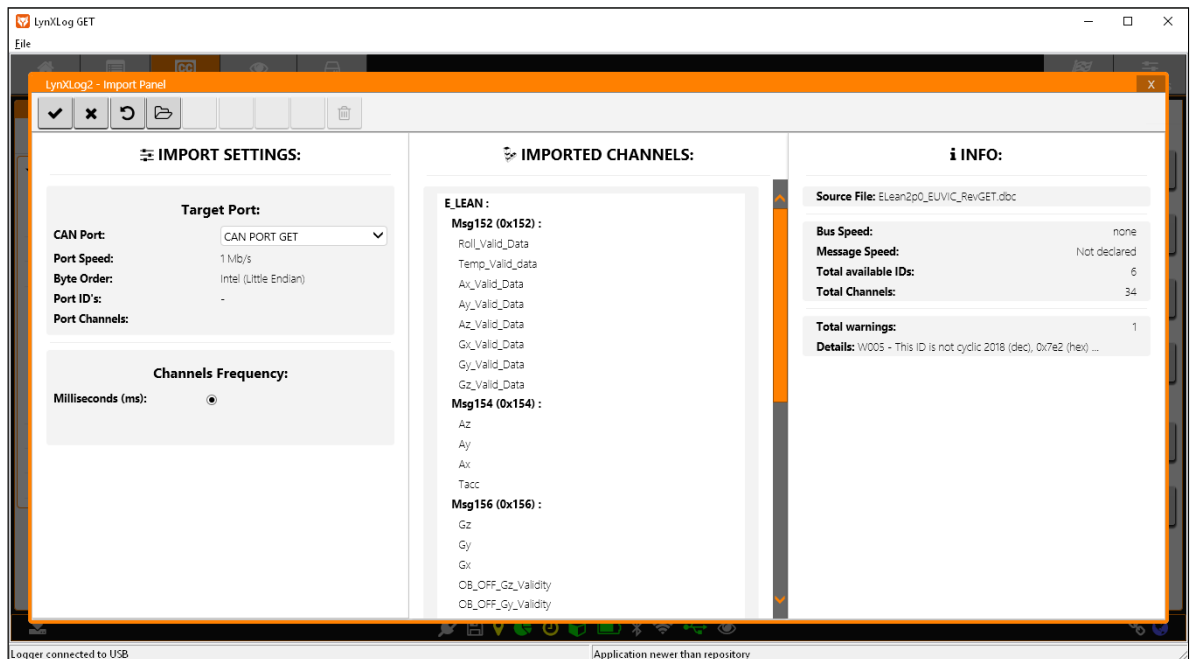 LynXLog GET
File
CC
LynXLog2 - Import Panel
X
IMPORT SETTINGS:
Target Port:
CAN Port: CAN PORT GET
Port Speed: 1 Mb/s
Byte Order: Intel (Little Endian)
Port ID's: -
Port Channels:
Channels Frequency:
Milliseconds (ms):
IMPORTED CHANNELS:
E_LEAN :
Msg152 (0x152) :
Roll_Valid_Data
Temp_Valid_data
Ax_Valid_Data
Ay_Valid_Data
Az_Valid_Data
Gx_Valid_Data
Gy_Valid_Data
Gz_Valid_Data
Msg154 (0x154) :
Az
Ay
Ax
Tacc
Msg156 (0x156) :
Gz
Gy
Gx
OB_OFF_Gz_Validity
OB_OFF_Gy_Validity
INFO:
Source File: ELean2p0_EUVIC_RevGET.dbc
Bus Speed: none
Message Speed: Not declared
Total available IDs: 6
Total Channels: 34
Total warnings: 1
Details: W005 - This ID is not cyclic 2018 (dec), 0x7e2 (hex) ...
Logger connected to USB
Application newer than repository